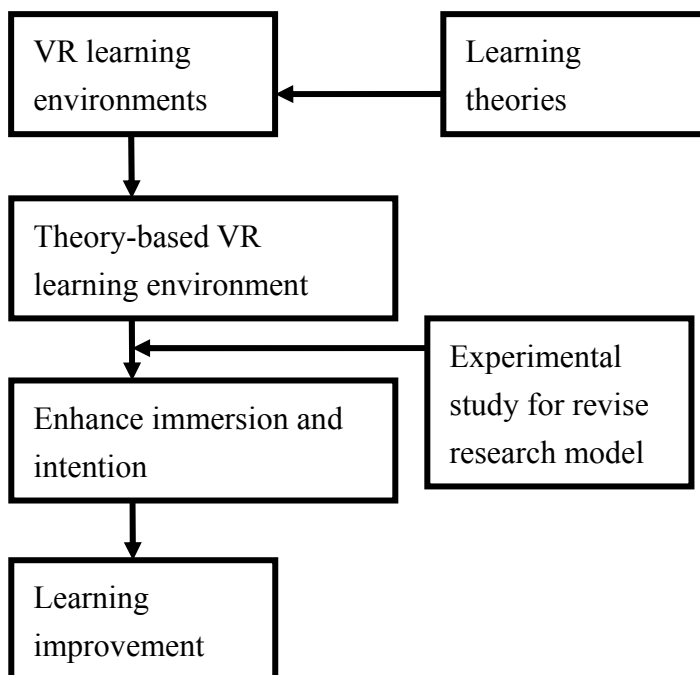 VR learning
environments
Learning
theories
Theory-based VR
learning environment
Experimental
study for revise
research model
Enhance immersion and
intention
Learning
improvement